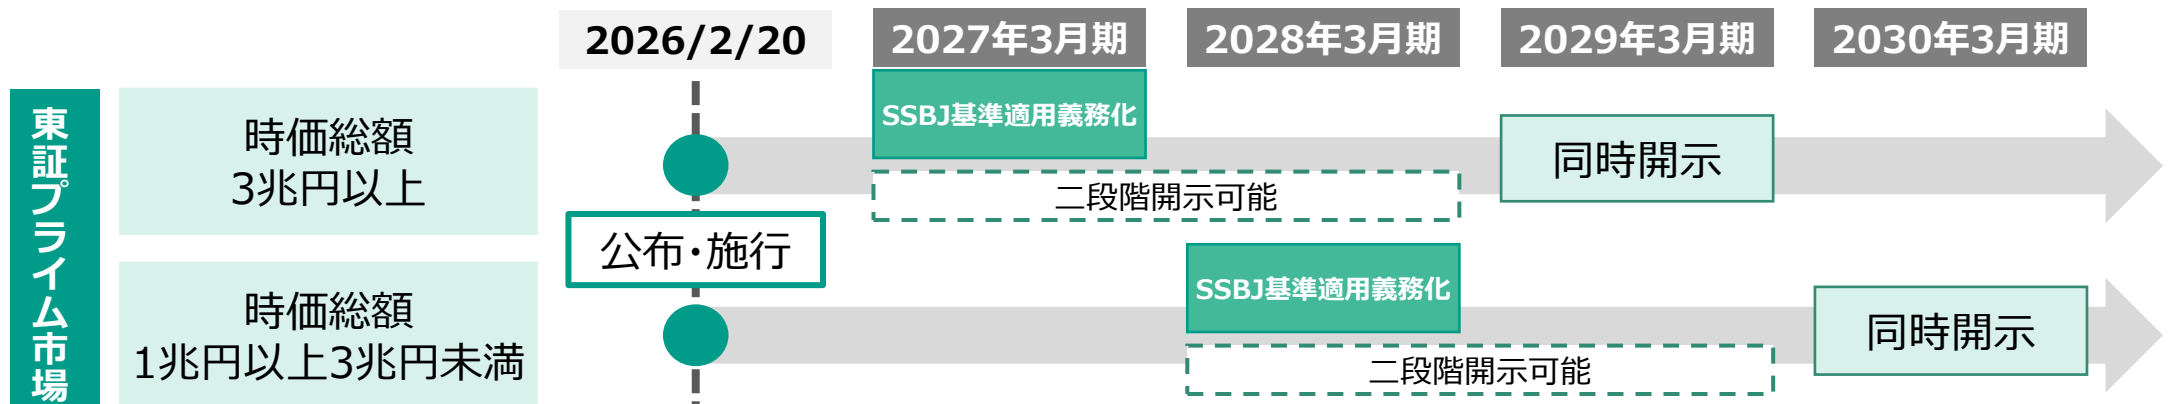 2026/2/20
2027年3月期
2028年3月期
2029年3月期
2030年3月期
東証プライム市場
時価総額
3兆円以上
SSBJ基準適用義務化
二段階開示可能
同時開示
公布・施行
時価総額
1兆円以上3兆円未満
SSBJ基準適用義務化
二段階開示可能
同時開示